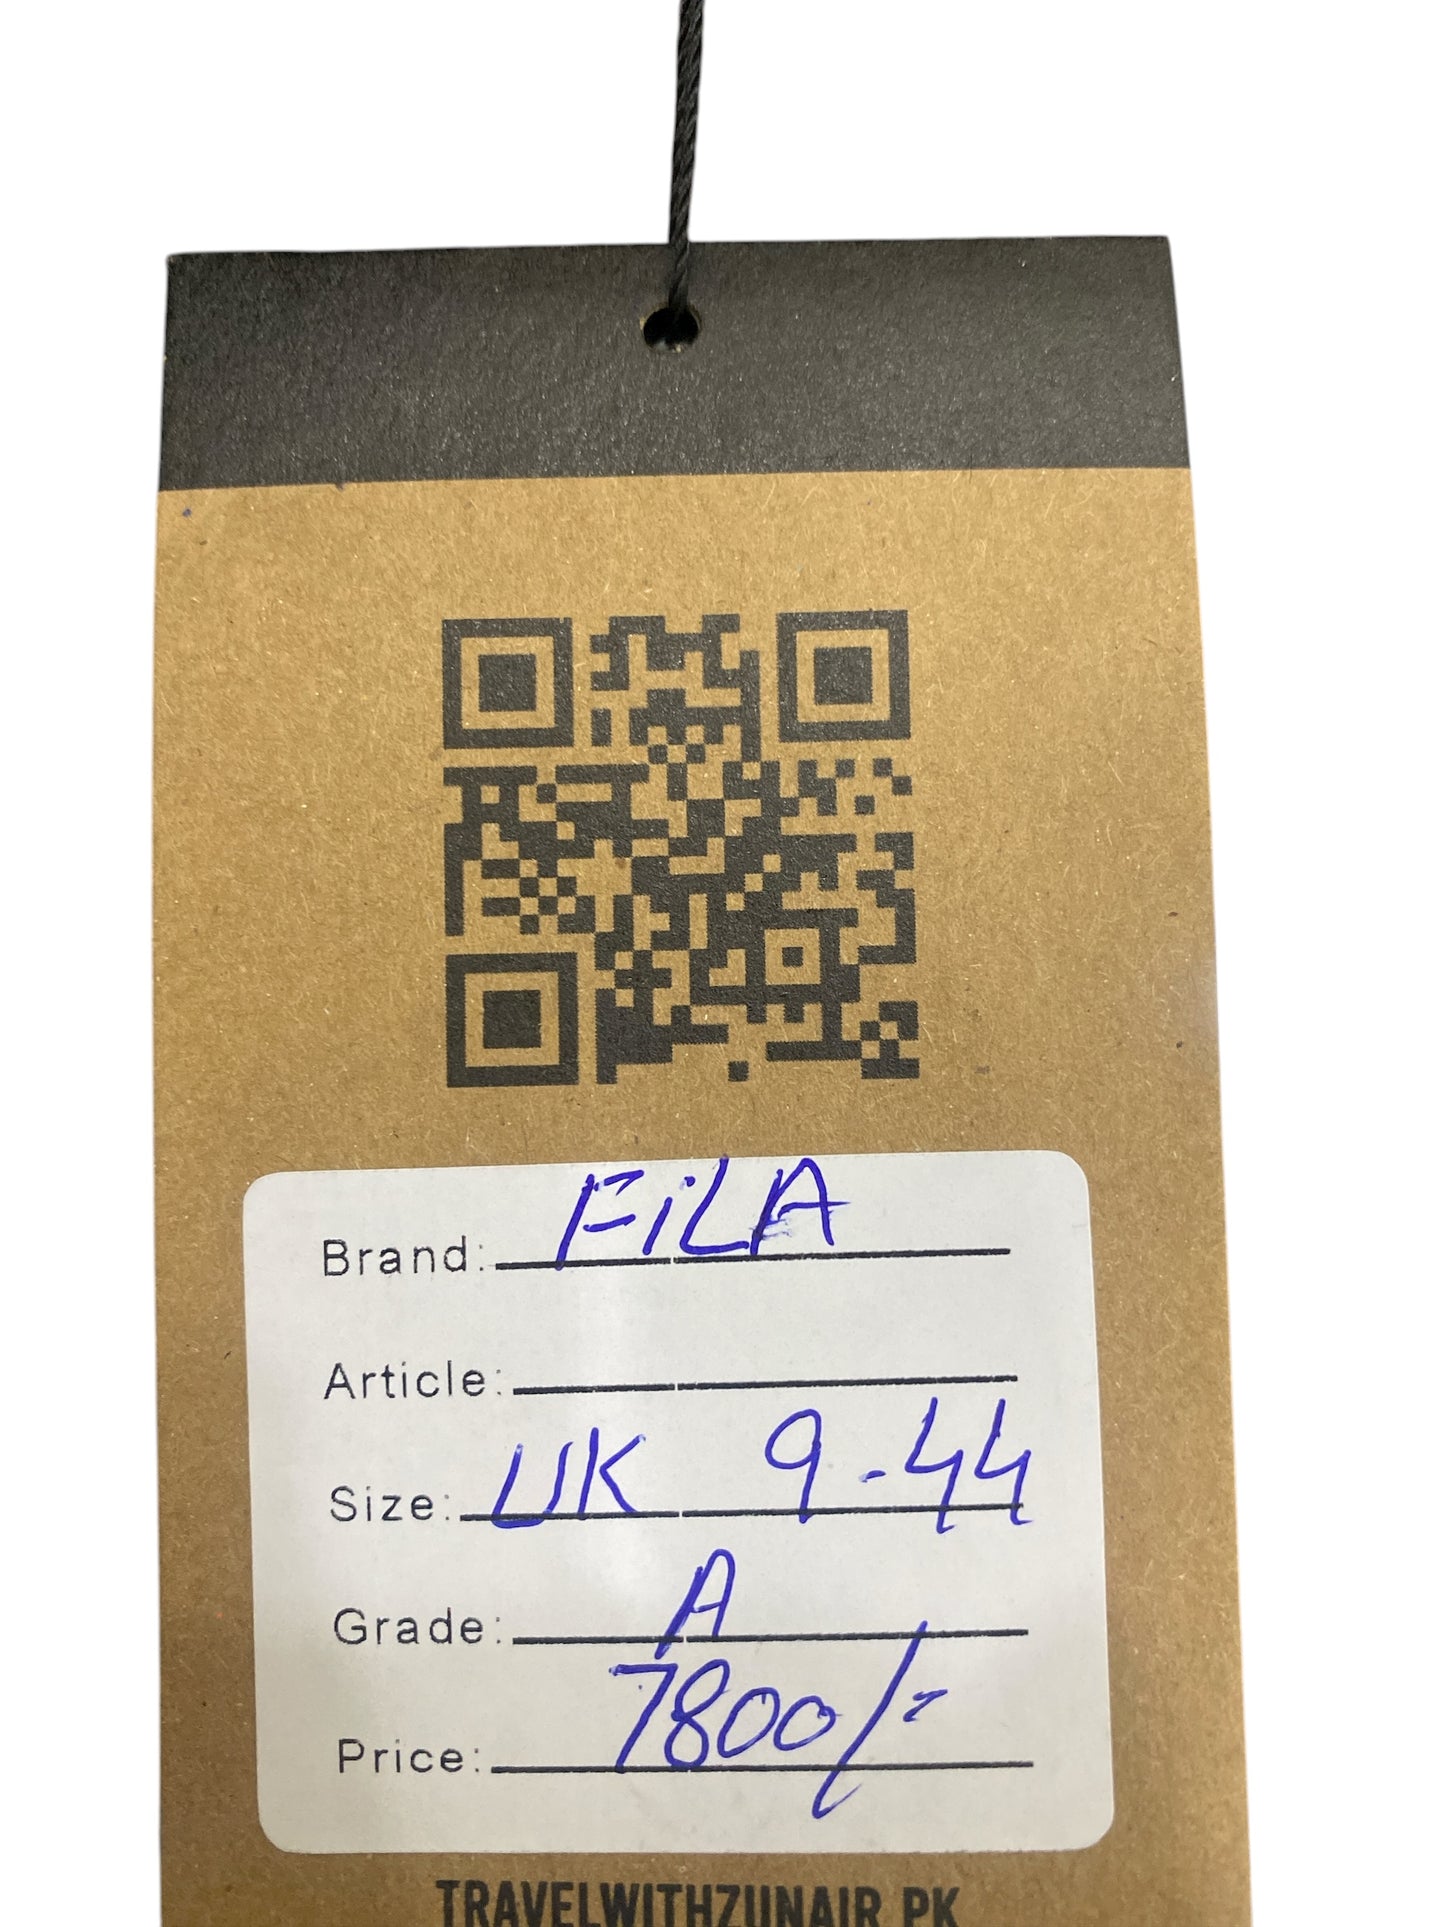 Brand: FiLA
Article:
Size: UK 9-44
Grade: A
Price: 7800/-
TRAVELWITHZUNAIR.PK